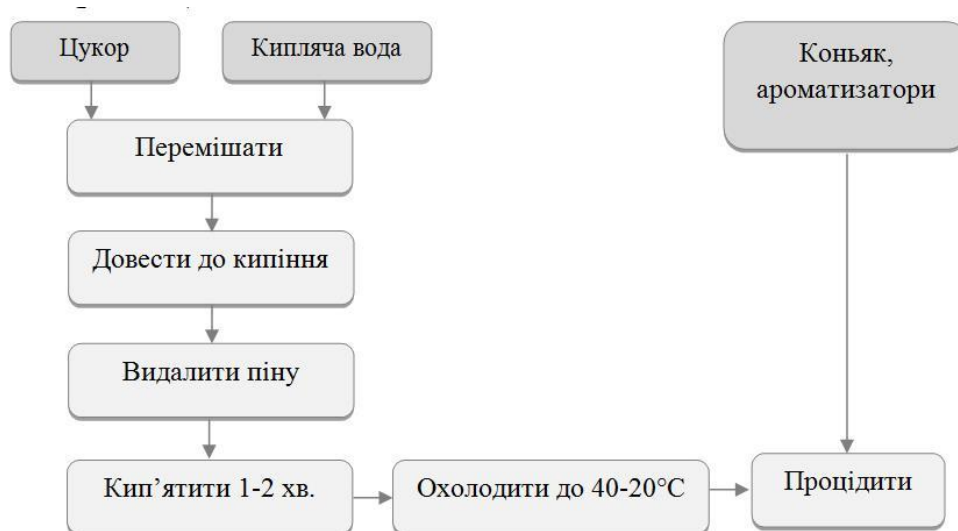 Цукор
Кипляча вода
Коньяк,
ароматизатори
Перемішати
Довести до кипіння
Видалити піну
Кип’ятити 1-2 хв.
Охолодити до 40-20°С
Процідити